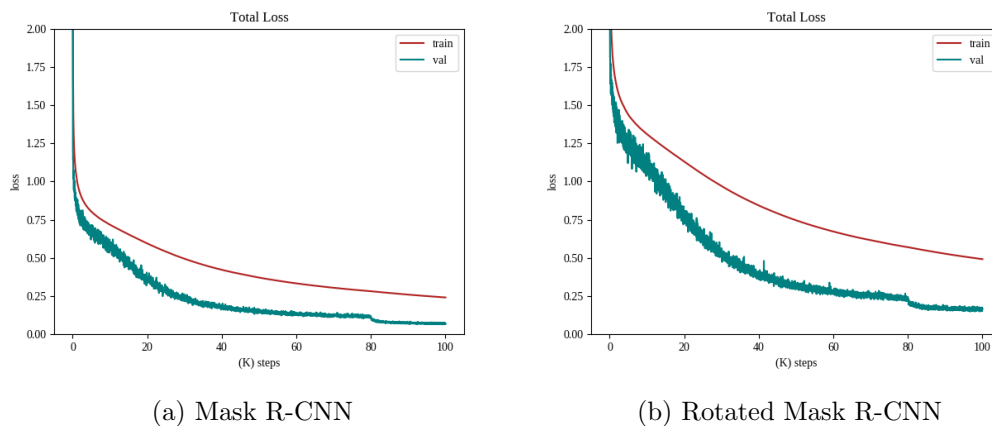 Total Loss
2.00
1.75
1.50
1.25
1.00
0.75
0.50
0.25
0.00
loss
train
val
0 20 40 60 80 100
(K) steps
(a) Mask R-CNN
Total Loss
2.00
1.75
1.50
1.25
1.00
0.75
0.50
0.25
0.00
loss
train
val
0 20 40 60 80 100
(K) steps
(b) Rotated Mask R-CNN